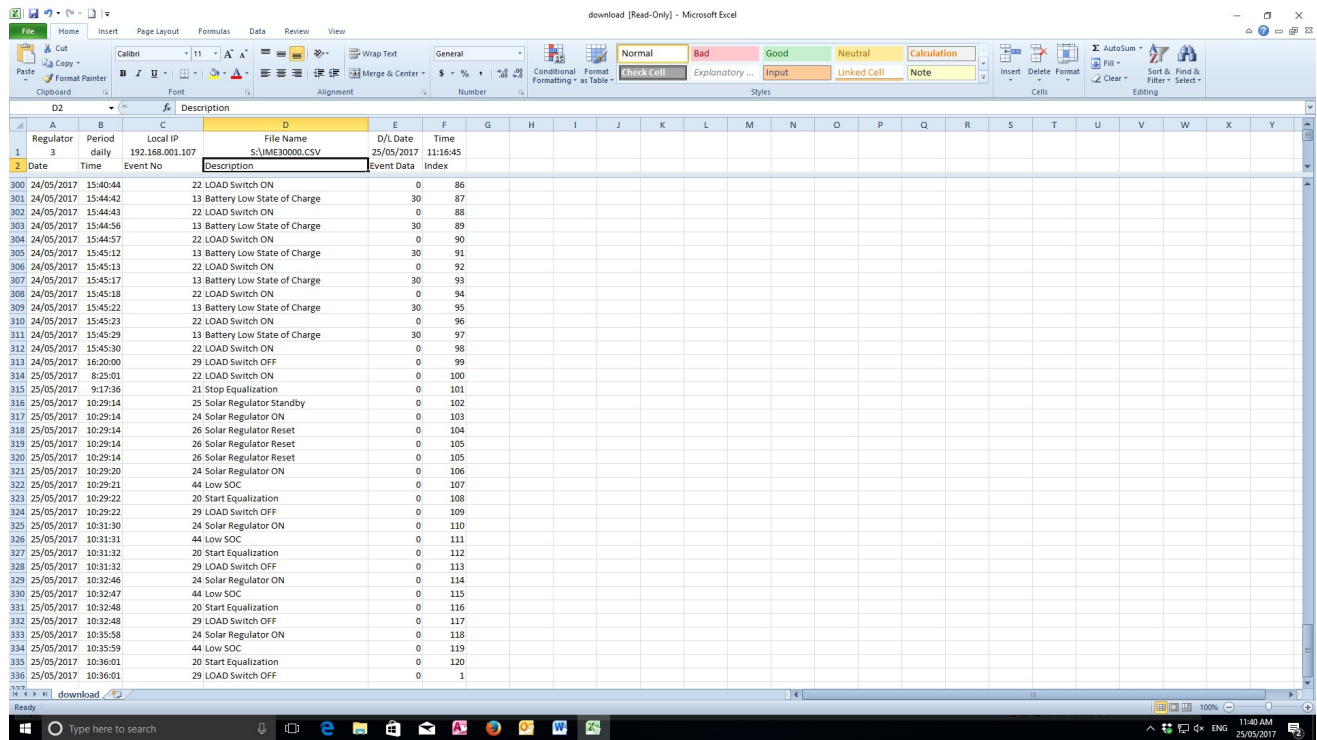 download [Read-Only] - Microsoft Excel
File Home Insert Page Layout Formulas Data Review View
Cut
Copy
Format Painter
Paste
Calibri 11 A A Wrap Text General
B I U A Merge & Center $ % , .0 .00 .00 .0
Conditional Formatting Format as Table
Normal Bad Good Neutral Calculation
Check Cell Explanatory ... Input Linked Cell Note
Insert Delete Format
Σ AutoSum
Fill
Clear
Sort & Filter Find & Select
Clipboard Font Alignment Number Styles Cells Editing
D2 fx Description
A B C D E F G H I J K L M N O P Q R S T U V W X Y
Regulator Period Local IP File Name D/L Date Time
1 3 daily 192.168.001.107 S:\IME30000.CSV 25/05/2017 11:16:45
2 Date Time Event No Description Event Data Index
300 24/05/2017 15:40:44 22 LOAD Switch ON 0 86
301 24/05/2017 15:44:42 13 Battery Low State of Charge 30 87
302 24/05/2017 15:44:43 22 LOAD Switch ON 0 88
303 24/05/2017 15:44:56 13 Battery Low State of Charge 30 89
304 24/05/2017 15:44:57 22 LOAD Switch ON 0 90
305 24/05/2017 15:45:12 13 Battery Low State of Charge 30 91
306 24/05/2017 15:45:13 22 LOAD Switch ON 0 92
307 24/05/2017 15:45:17 13 Battery Low State of Charge 30 93
308 24/05/2017 15:45:18 22 LOAD Switch ON 0 94
309 24/05/2017 15:45:22 13 Battery Low State of Charge 30 95
310 24/05/2017 15:45:23 22 LOAD Switch ON 0 96
311 24/05/2017 15:45:29 13 Battery Low State of Charge 30 97
312 24/05/2017 15:45:30 22 LOAD Switch ON 0 98
313 24/05/2017 16:20:00 29 LOAD Switch OFF 0 99
314 25/05/2017 8:25:01 22 LOAD Switch ON 0 100
315 25/05/2017 9:17:36 21 Stop Equalization 0 101
316 25/05/2017 10:29:14 25 Solar Regulator Standby 0 102
317 25/05/2017 10:29:14 24 Solar Regulator ON 0 103
318 25/05/2017 10:29:14 26 Solar Regulator Reset 0 104
319 25/05/2017 10:29:14 26 Solar Regulator Reset 0 105
320 25/05/2017 10:29:14 26 Solar Regulator Reset 0 105
321 25/05/2017 10:29:20 24 Solar Regulator ON 0 106
322 25/05/2017 10:29:21 44 Low SOC 0 107
323 25/05/2017 10:29:22 20 Start Equalization 0 108
324 25/05/2017 10:29:22 29 LOAD Switch OFF 0 109
325 25/05/2017 10:31:30 24 Solar Regulator ON 0 110
326 25/05/2017 10:31:31 44 Low SOC 0 111
327 25/05/2017 10:31:32 20 Start Equalization 0 112
328 25/05/2017 10:31:32 29 LOAD Switch OFF 0 113
329 25/05/2017 10:32:46 24 Solar Regulator ON 0 114
330 25/05/2017 10:32:47 44 Low SOC 0 115
331 25/05/2017 10:32:48 20 Start Equalization 0 116
332 25/05/2017 10:32:48 29 LOAD Switch OFF 0 117
333 25/05/2017 10:35:58 24 Solar Regulator ON 0 118
334 25/05/2017 10:35:59 44 Low SOC 0 119
335 25/05/2017 10:36:01 20 Start Equalization 0 120
336 25/05/2017 10:36:01 29 LOAD Switch OFF 0 1
download
Ready 100%
Type here to search
ENG 11:40 AM
25/05/2017